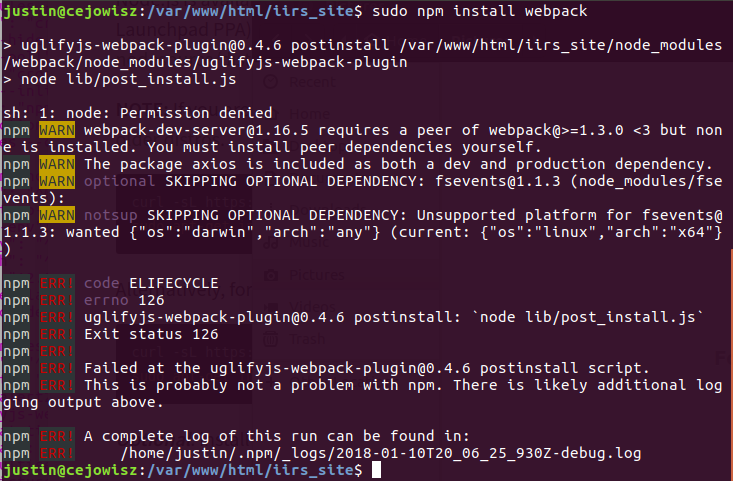 justin@cejowisz:/var/www/html/iirs_site$ sudo npm install webpack
> uglifyjs-webpack-plugin@0.4.6 postinstall /var/www/html/iirs_site/node_modules
/webpack/node_modules/uglifyjs-webpack-plugin
> node lib/post_install.js
sh: 1: node: Permission denied
npm WARN webpack-dev-server@1.16.5 requires a peer of webpack@>=1.3.0 <3 but non
e is installed. You must install peer dependencies yourself.
npm WARN The package axios is included as both a dev and production dependency.
npm WARN optional SKIPPING OPTIONAL DEPENDENCY: fsevents@1.1.3 (node_modules/fse
vents):
npm WARN notsup SKIPPING OPTIONAL DEPENDENCY: Unsupported platform for fsevents@
1.1.3: wanted {"os":"darwin","arch":"any"} (current: {"os":"linux","arch":"x64"}
)
npm ERR! code ELIFECYCLE
npm ERR! errno 126
npm ERR! uglifyjs-webpack-plugin@0.4.6 postinstall: `node lib/post_install.js`
npm ERR! Exit status 126
npm ERR!
npm ERR! Failed at the uglifyjs-webpack-plugin@0.4.6 postinstall script.
npm ERR! This is probably not a problem with npm. There is likely additional log
ging output above.
npm ERR! A complete log of this run can be found in:
npm ERR!     /home/justin/.npm/_logs/2018-01-10T20_06_25_930Z-debug.log
justin@cejowisz:/var/www/html/iirs_site$